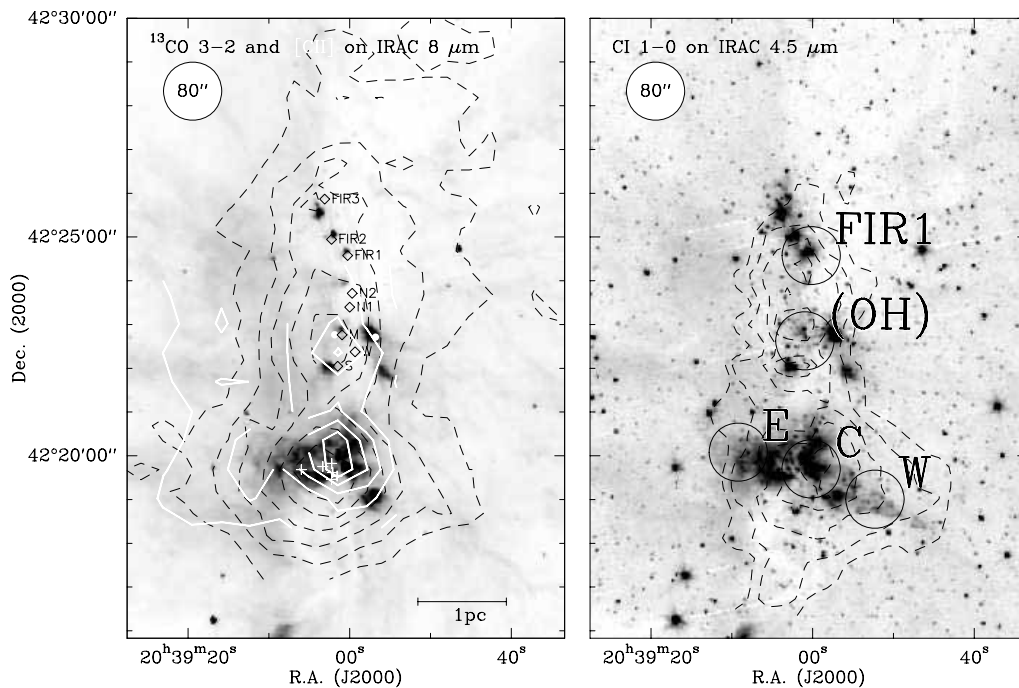 42°30'00"
25'00"
42°20'00"
Dec. (2000)
¹³CO 3−2 and [CII] on IRAC 8 μm
80"
FIR3
FIR2
FIR1
N2
N1
M
W
S
1pc
20ʰ39ᵐ20ˢ
00ˢ
40ˢ
R.A. (J2000)
CI 1−0 on IRAC 4.5 μm
80"
FIR1
(OH)
E
C
W
20ʰ39ᵐ20ˢ
00ˢ
40ˢ
R.A. (J2000)